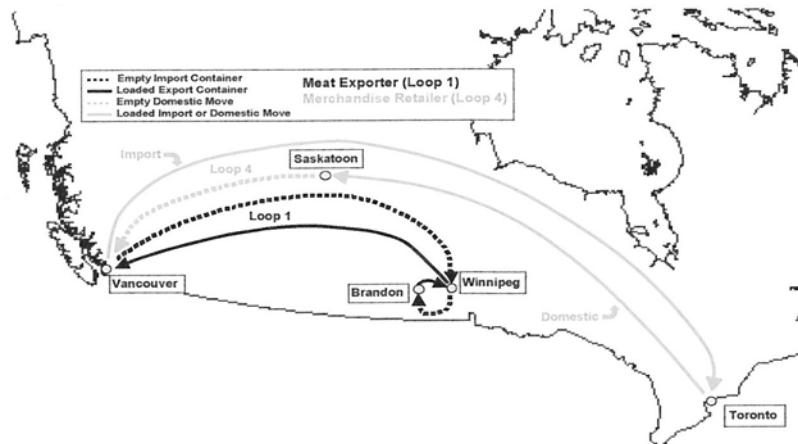 Empty Import Container
Loaded Export Container
Empty Domestic Move
Loaded Import or Domestic Move
Meat Exporter (Loop 1)
Merchandise Retailer (Loop 4)
Import
Saskatoon
Loop 4
Loop 1
Vancouver
Brandon
Winnipeg
Domestic
Toronto